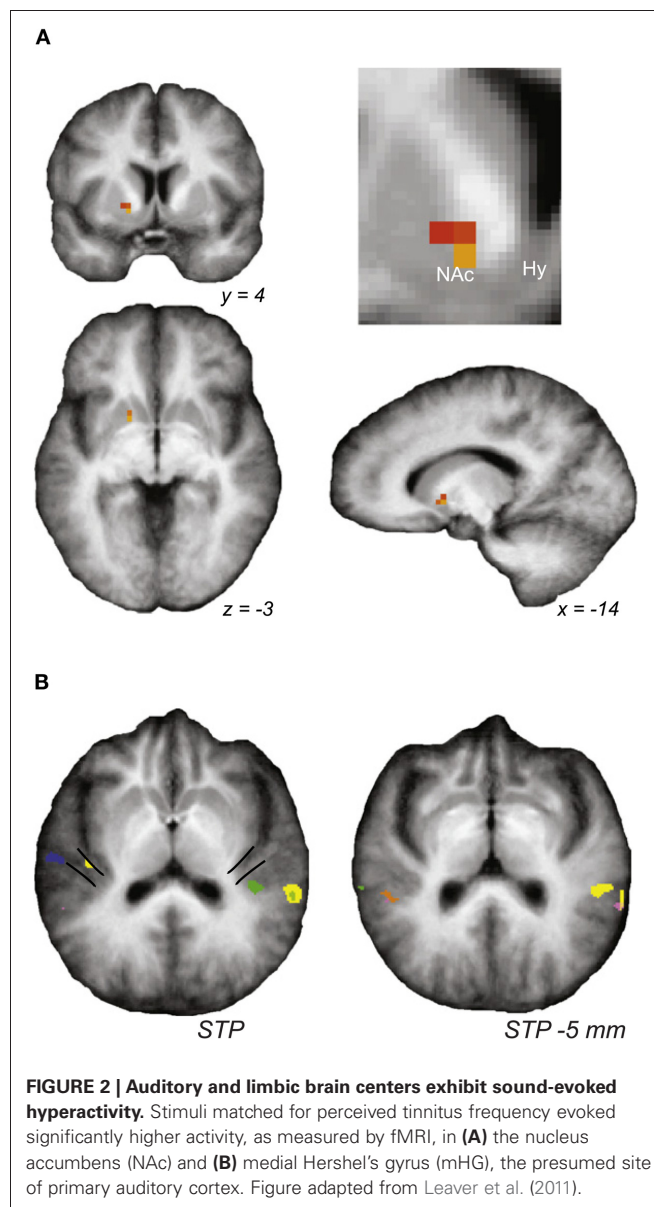 A
y = 4
NAc
Hy
z = -3
x = -14
B
STP
STP -5 mm
FIGURE 2 | Auditory and limbic brain centers exhibit sound-evoked
hyperactivity. Stimuli matched for perceived tinnitus frequency evoked
significantly higher activity, as measured by fMRI, in (A) the nucleus
accumbens (NAc) and (B) medial Hershel's gyrus (mHG), the presumed site
of primary auditory cortex. Figure adapted from Leaver et al. (2011).